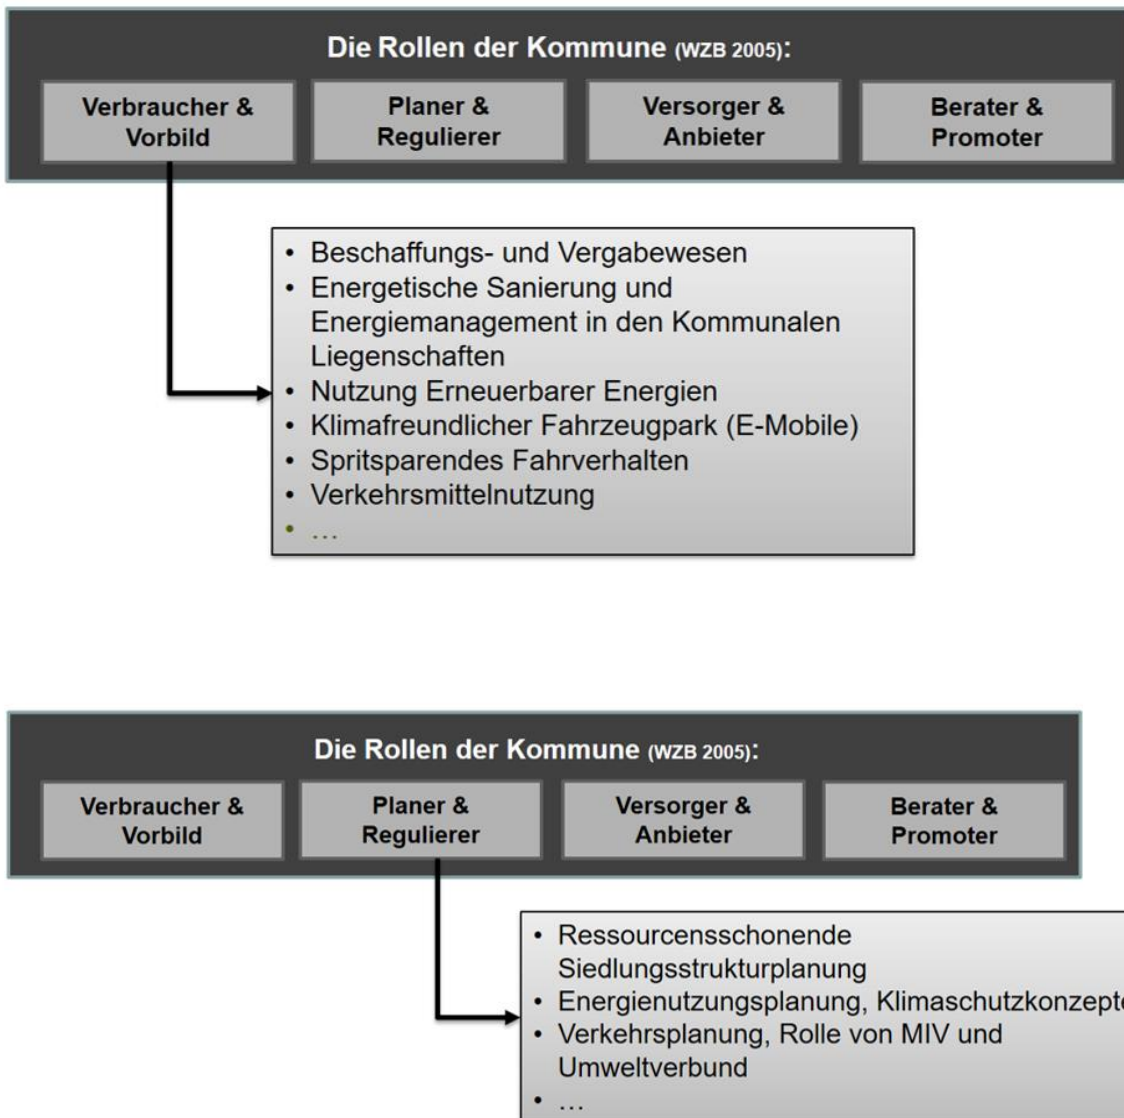 Die Rollen der Kommune (WZB 2005):
Verbraucher &
Vorbild
Planer &
Regulierer
Versorger &
Anbieter
Berater &
Promoter
• Beschaffungs- und Vergabewesen
• Energetische Sanierung und
Energiemanagement in den Kommunalen
Liegenschaften
• Nutzung Erneuerbarer Energien
• Klimafreundlicher Fahrzeugpark (E-Mobile)
• Spritsparendes Fahrverhalten
• Verkehrsmittelnutzung
• ...
Die Rollen der Kommune (WZB 2005):
Verbraucher &
Vorbild
Planer &
Regulierer
Versorger &
Anbieter
Berater &
Promoter
• Ressourcensschonende
Siedlungsstrukturplanung
• Energienutzungsplanung, Klimaschutzkonzepte
• Verkehrsplanung, Rolle von MIV und
Umweltverbund
• ...